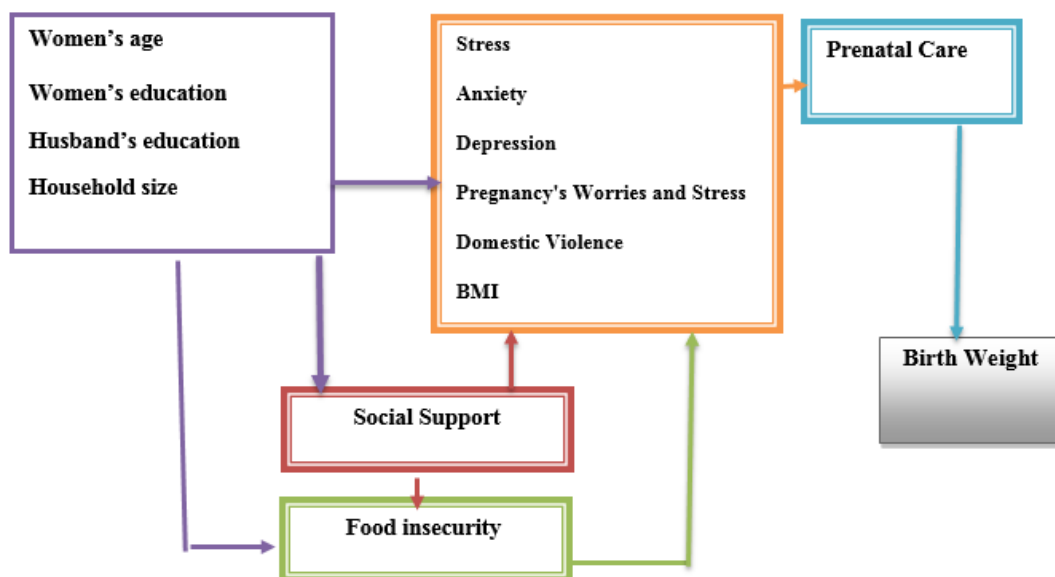 Women's age
Women's education
Husband's education
Household size
Stress
Anxiety
Depression
Pregnancy's Worries and Stress
Domestic Violence
BMI
Prenatal Care
Birth Weight
Social Support
Food insecurity